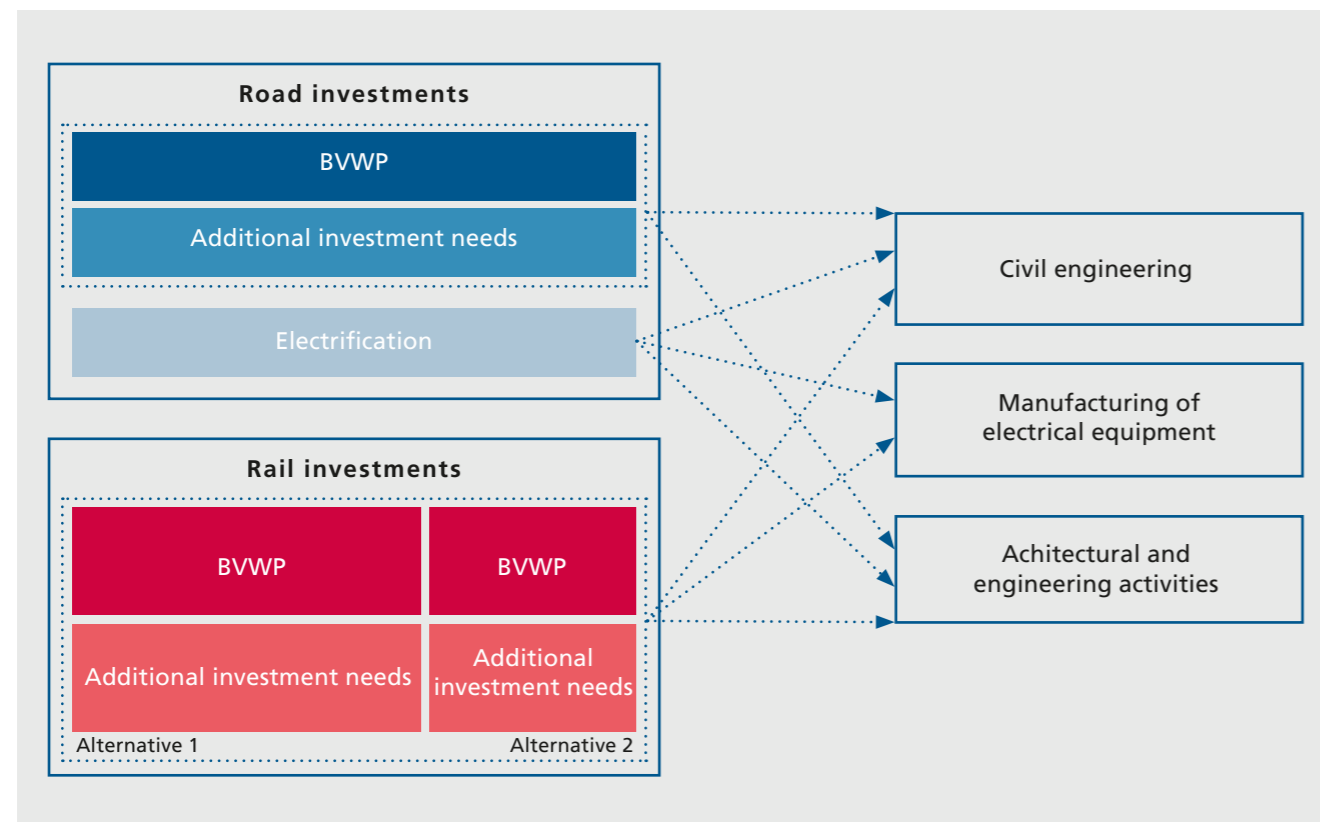 Road investments
BVWP
Additional investment needs
Electrification
Rail investments
BVWP
BVWP
Additional investment needs
Additional
investment needs
Alternative 1
Alternative 2
Civil engineering
Manufacturing of
electrical equipment
Achitectural and
engineering activities